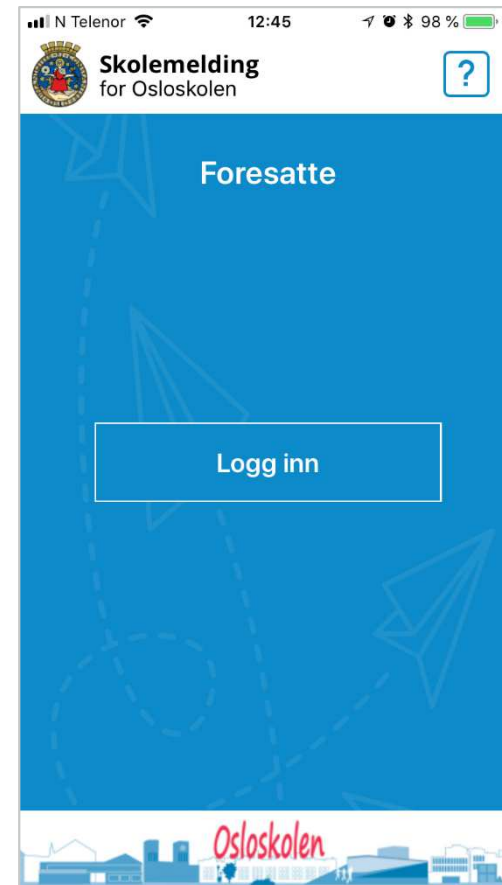 N Telenor 12:45 98 %
Skolemelding
for Osloskolen
?
Foresatte
Logg inn
Osloskolen